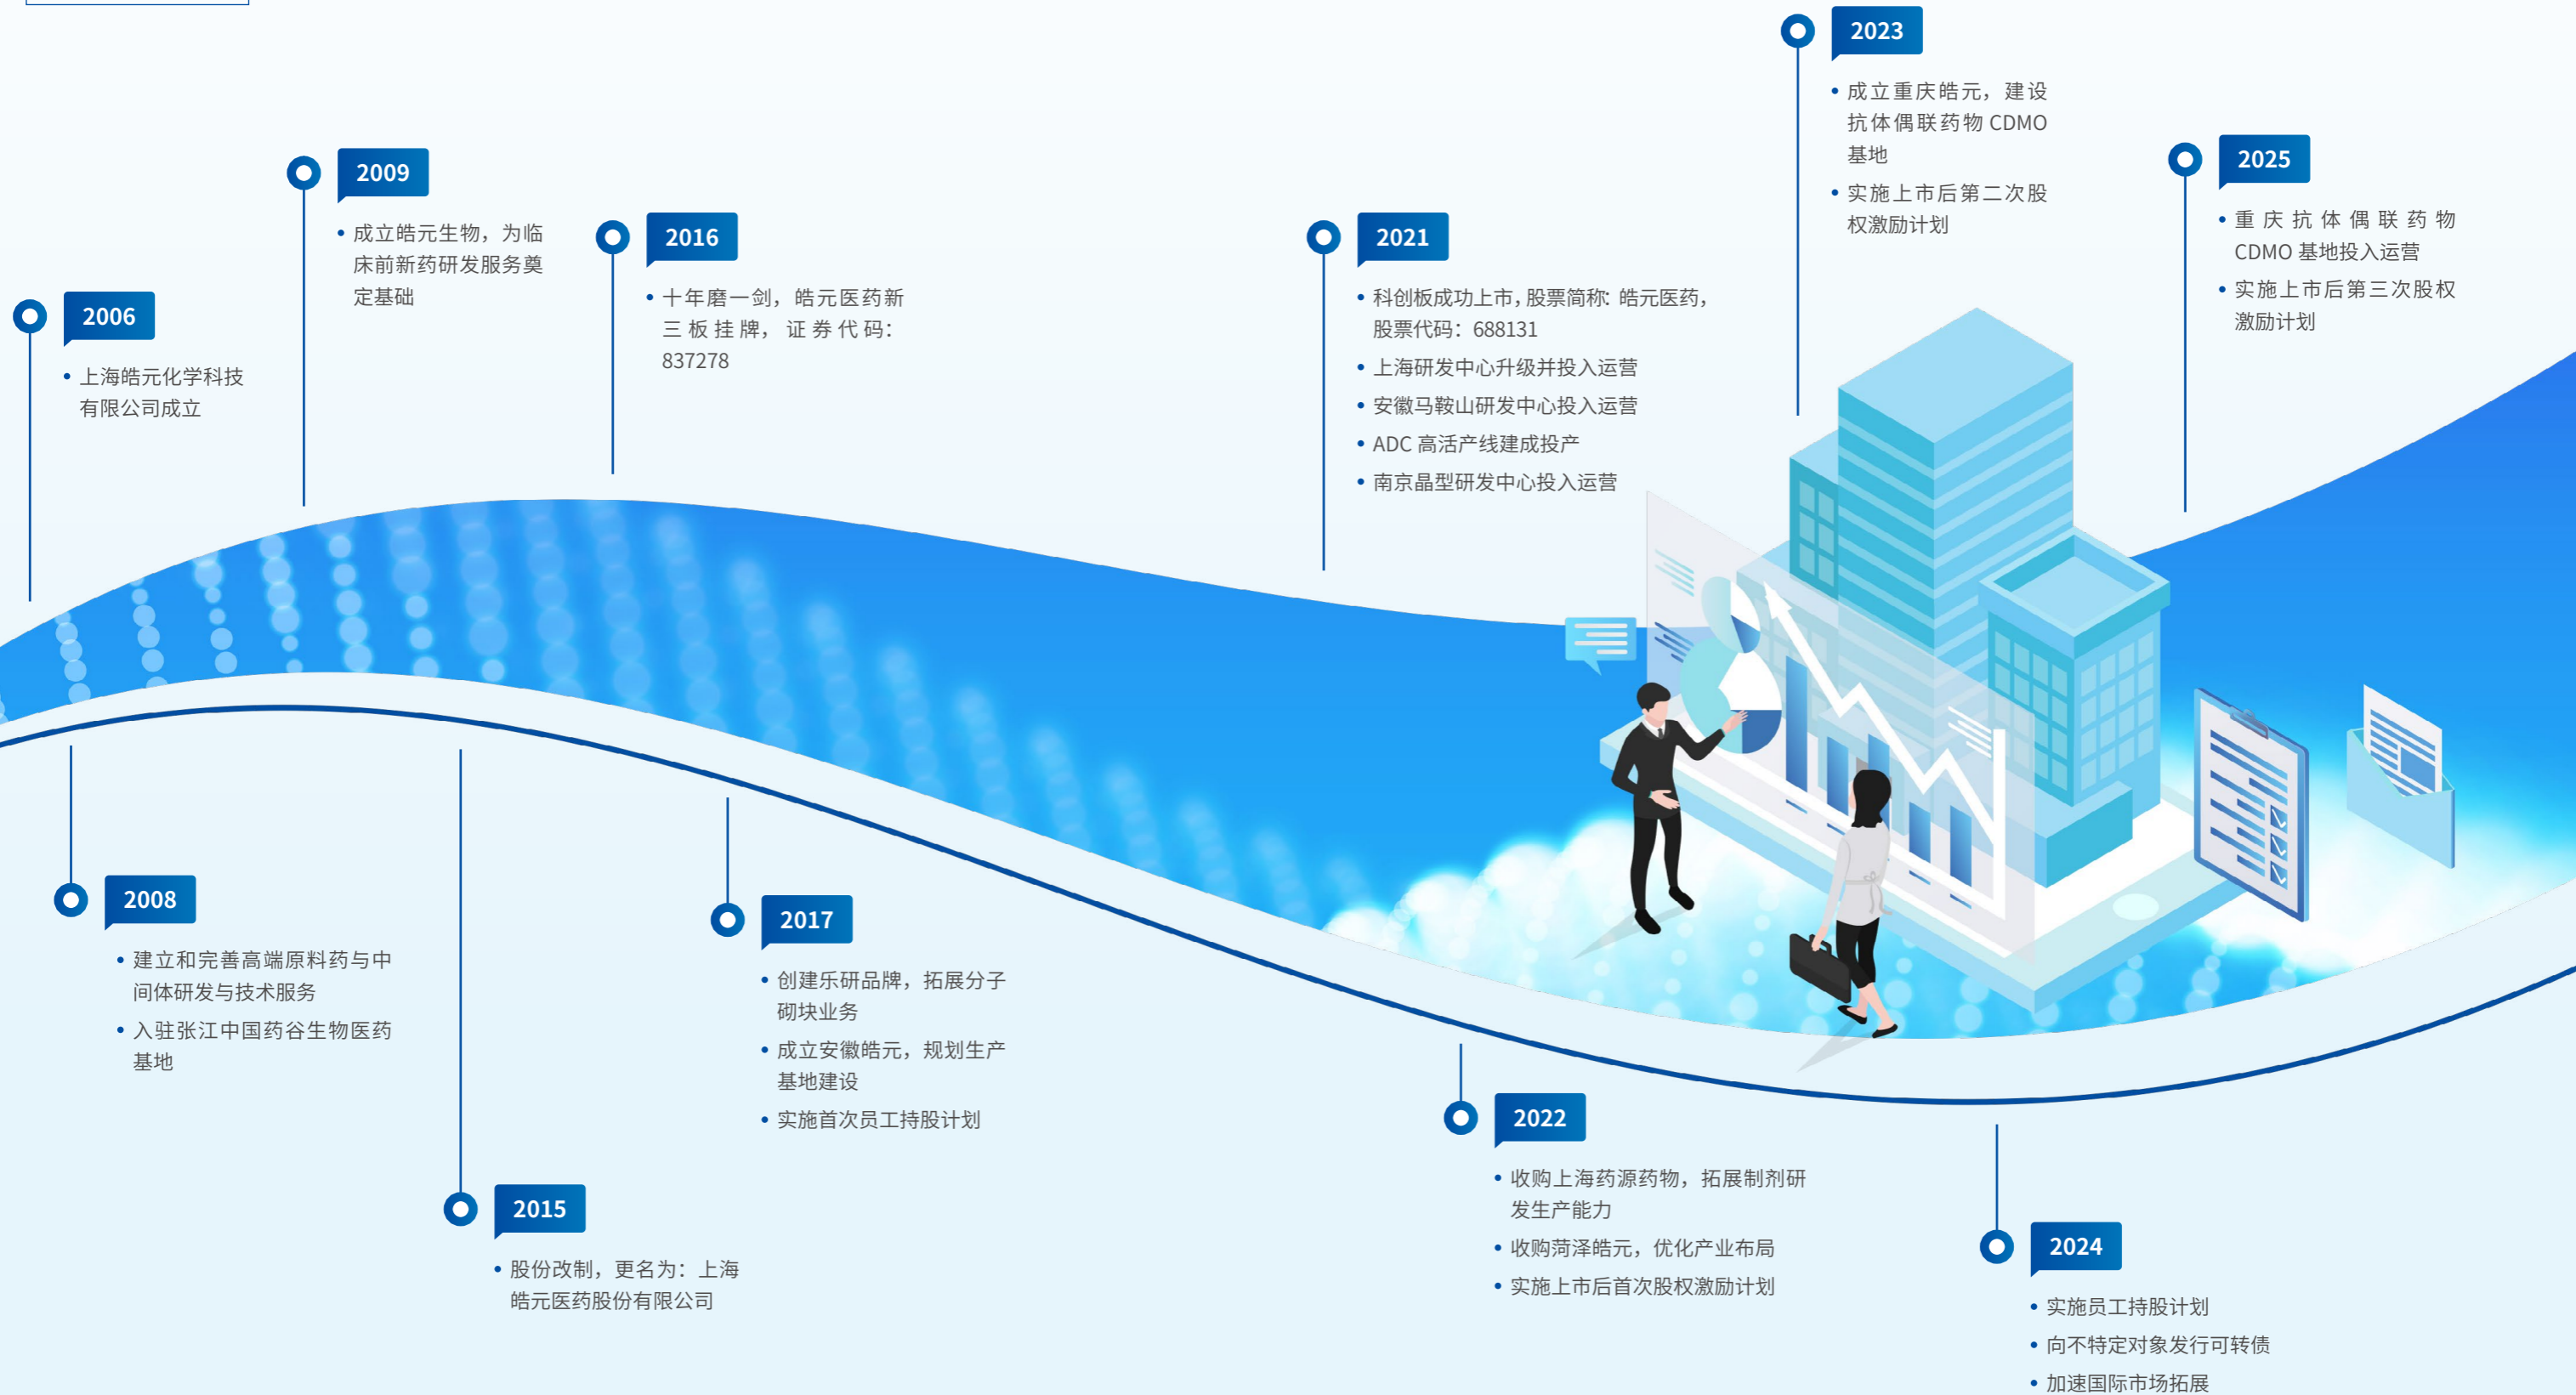 2006
• 上海皓元化学科技
有限公司成立
2009
• 成立皓元生物，为临
床前新药研发服务奠
定基础
2016
• 十年磨一剑，皓元医药新
三板挂牌，证券代码：
837278
2021
• 科创板成功上市，股票简称：皓元医药，
股票代码：688131
• 上海研发中心升级并投入运营
• 安徽马鞍山研发中心投入运营
• ADC 高活产线建成投产
• 南京晶型研发中心投入运营
2023
• 成立重庆皓元，建设
抗体偶联药物 CDMO
基地
• 实施上市后第二次股
权激励计划
2025
• 重庆抗体偶联药物
CDMO 基地投入运营
• 实施上市后第三次股权
激励计划
2008
• 建立和完善高端原料药与中
间体研发与技术服务
• 入驻张江中国药谷生物医药
基地
2015
• 股份改制，更名为：上海
皓元医药股份有限公司
2017
• 创建乐研品牌，拓展分子
砌块业务
• 成立安徽皓元，规划生产
基地建设
• 实施首次员工持股计划
2022
• 收购上海药源药物，拓展制剂研
发生产能力
• 收购菏泽皓元，优化产业布局
• 实施上市后首次股权激励计划
2024
• 实施员工持股计划
• 向不特定对象发行可转债
• 加速国际市场拓展